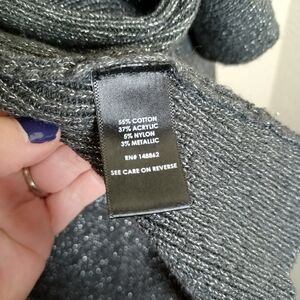 55% COTTON
37% ACRYLIC
5% NYLON
3% METALLIC
RN# 148862
SEE CARE ON REVERSE